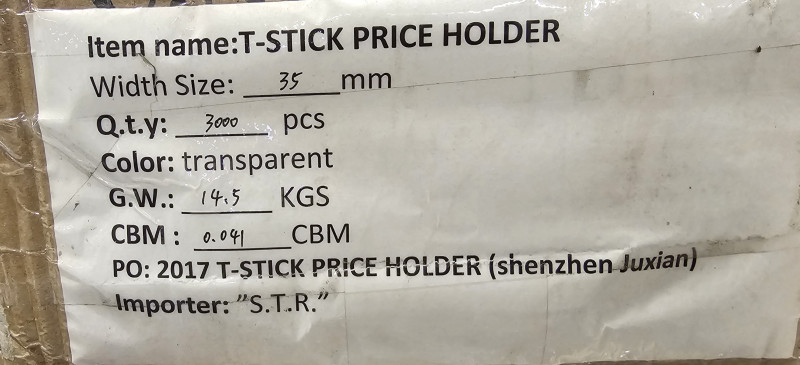 Item name:T-STICK PRICE HOLDER
Width Size: 35 mm
Q.t.y: 3000 pcs
Color: transparent
G.W.: 14.5 KGS
CBM : 0.041 CBM
PO: 2017 T-STICK PRICE HOLDER (shenzhen Juxian)
Importer: "S.T.R."